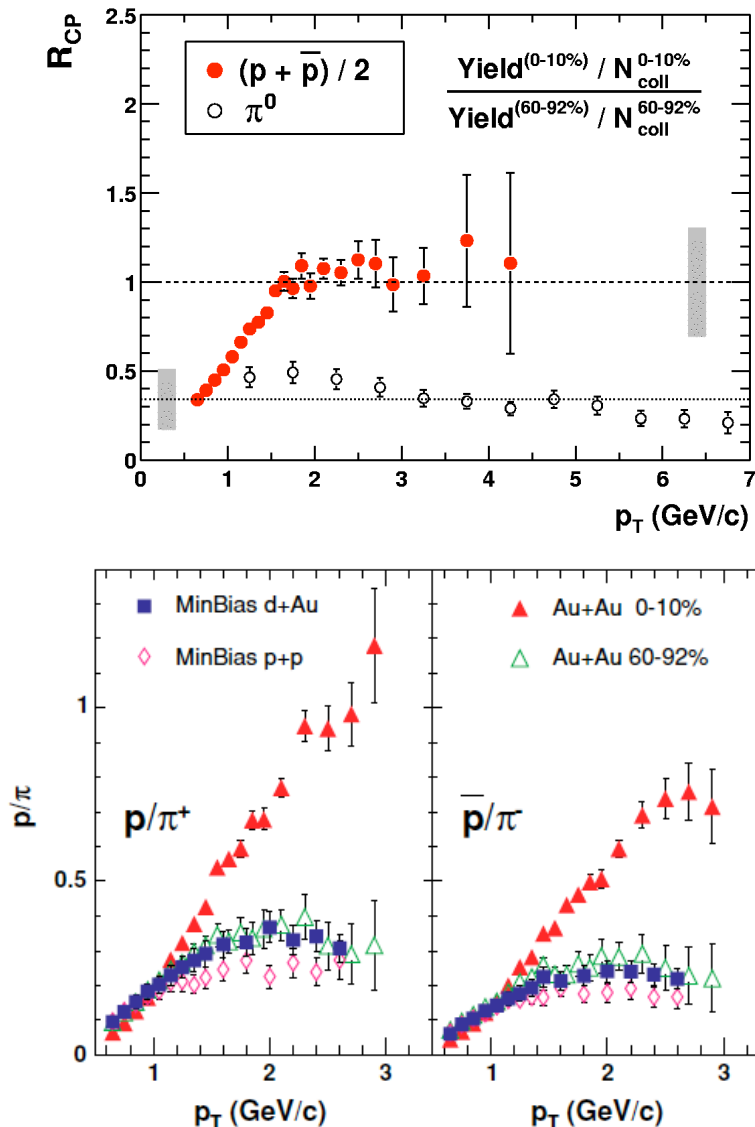 R_CP
2.5
2
1.5
1
0.5
0
(p + p̅) / 2
π⁰
Yield^(0-10%) / N_coll^0-10%
Yield^(60-92%) / N_coll^60-92%
0 1 2 3 4 5 6 7
p_T (GeV/c)
p/π
1
0.5
0
MinBias d+Au
MinBias p+p
p/π⁺
1 2 3
p_T (GeV/c)
Au+Au 0-10%
Au+Au 60-92%
p̅/π⁻
1 2 3
p_T (GeV/c)